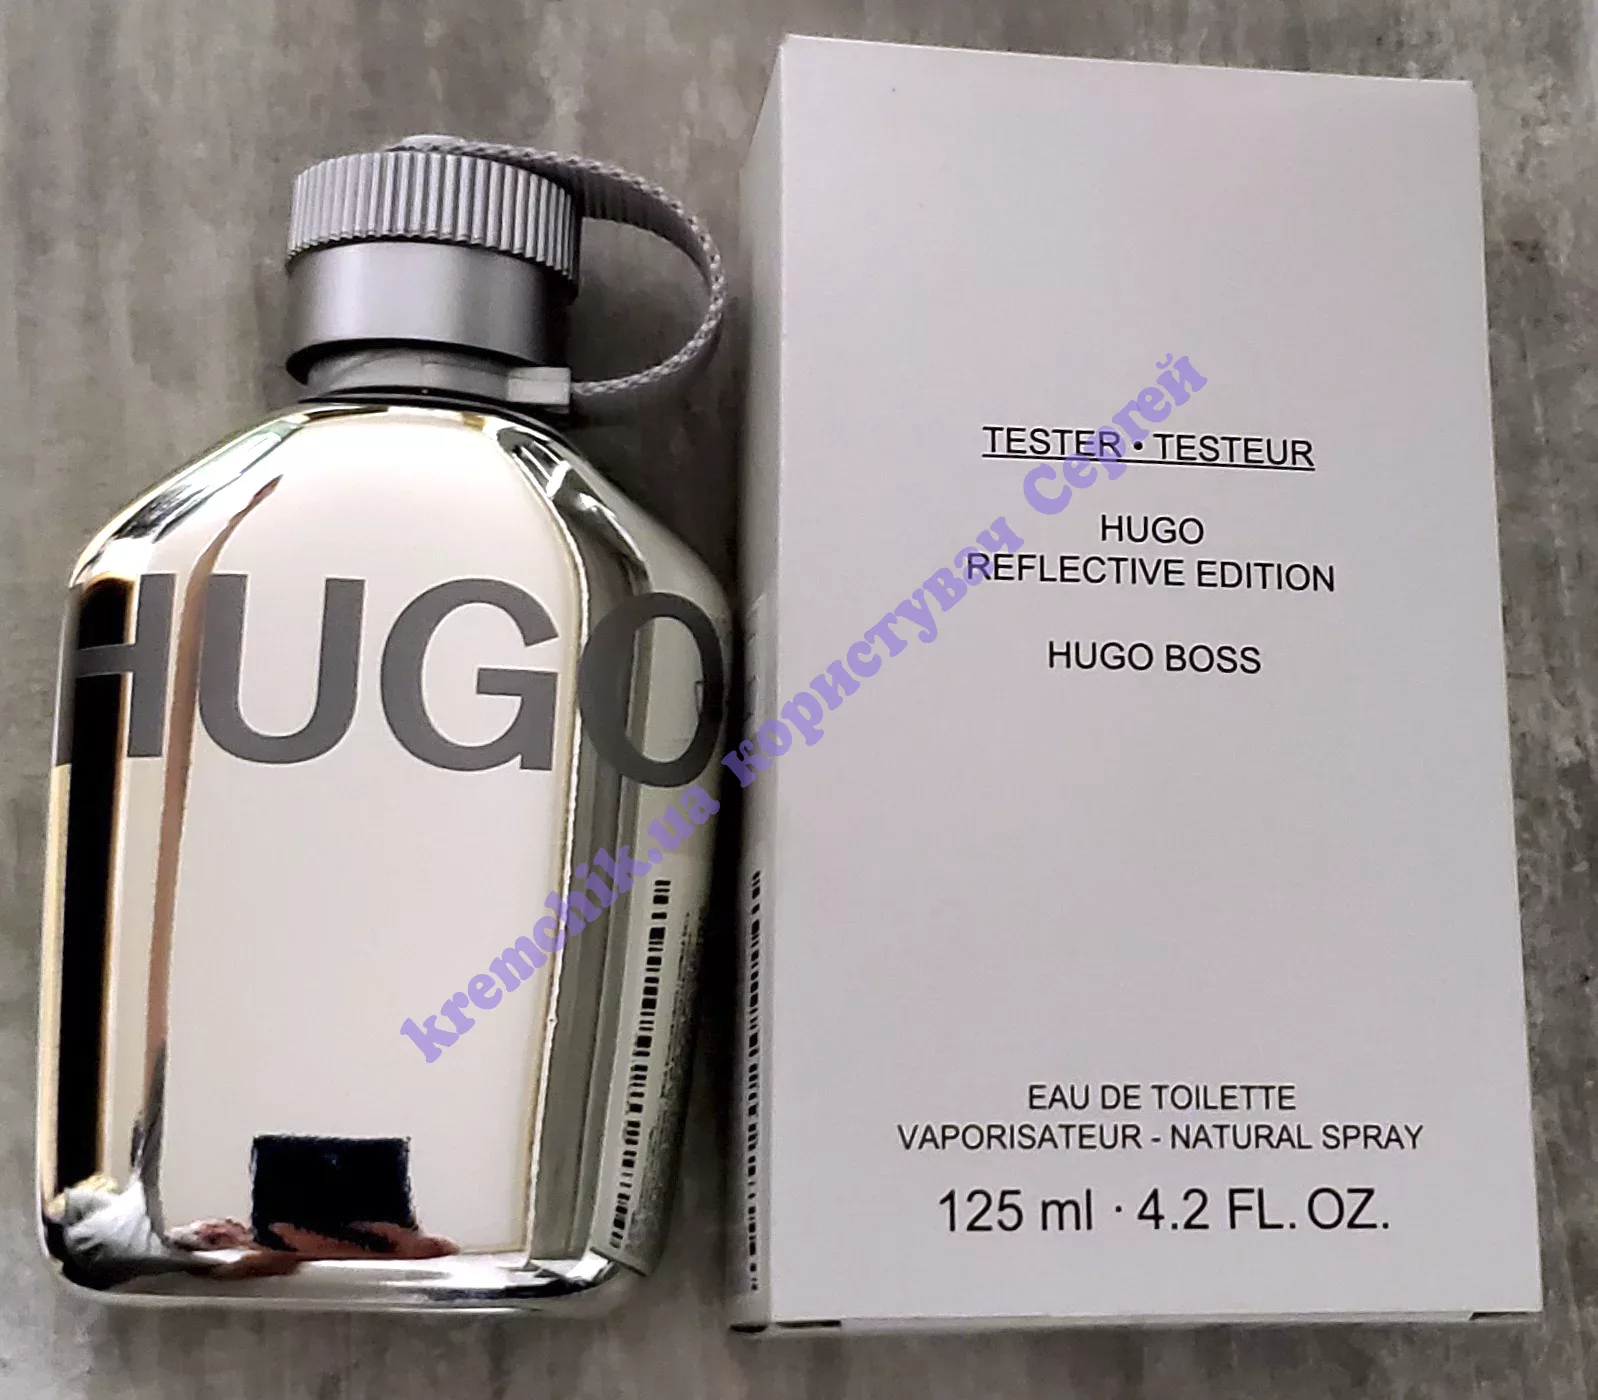 HUGO
TESTER • TESTEUR
HUGO
REFLECTIVE EDITION
HUGO BOSS
EAU DE TOILETTE
VAPORISATEUR - NATURAL SPRAY
125 ml · 4.2 FL. OZ.
kremchik.ua користувач Сергей